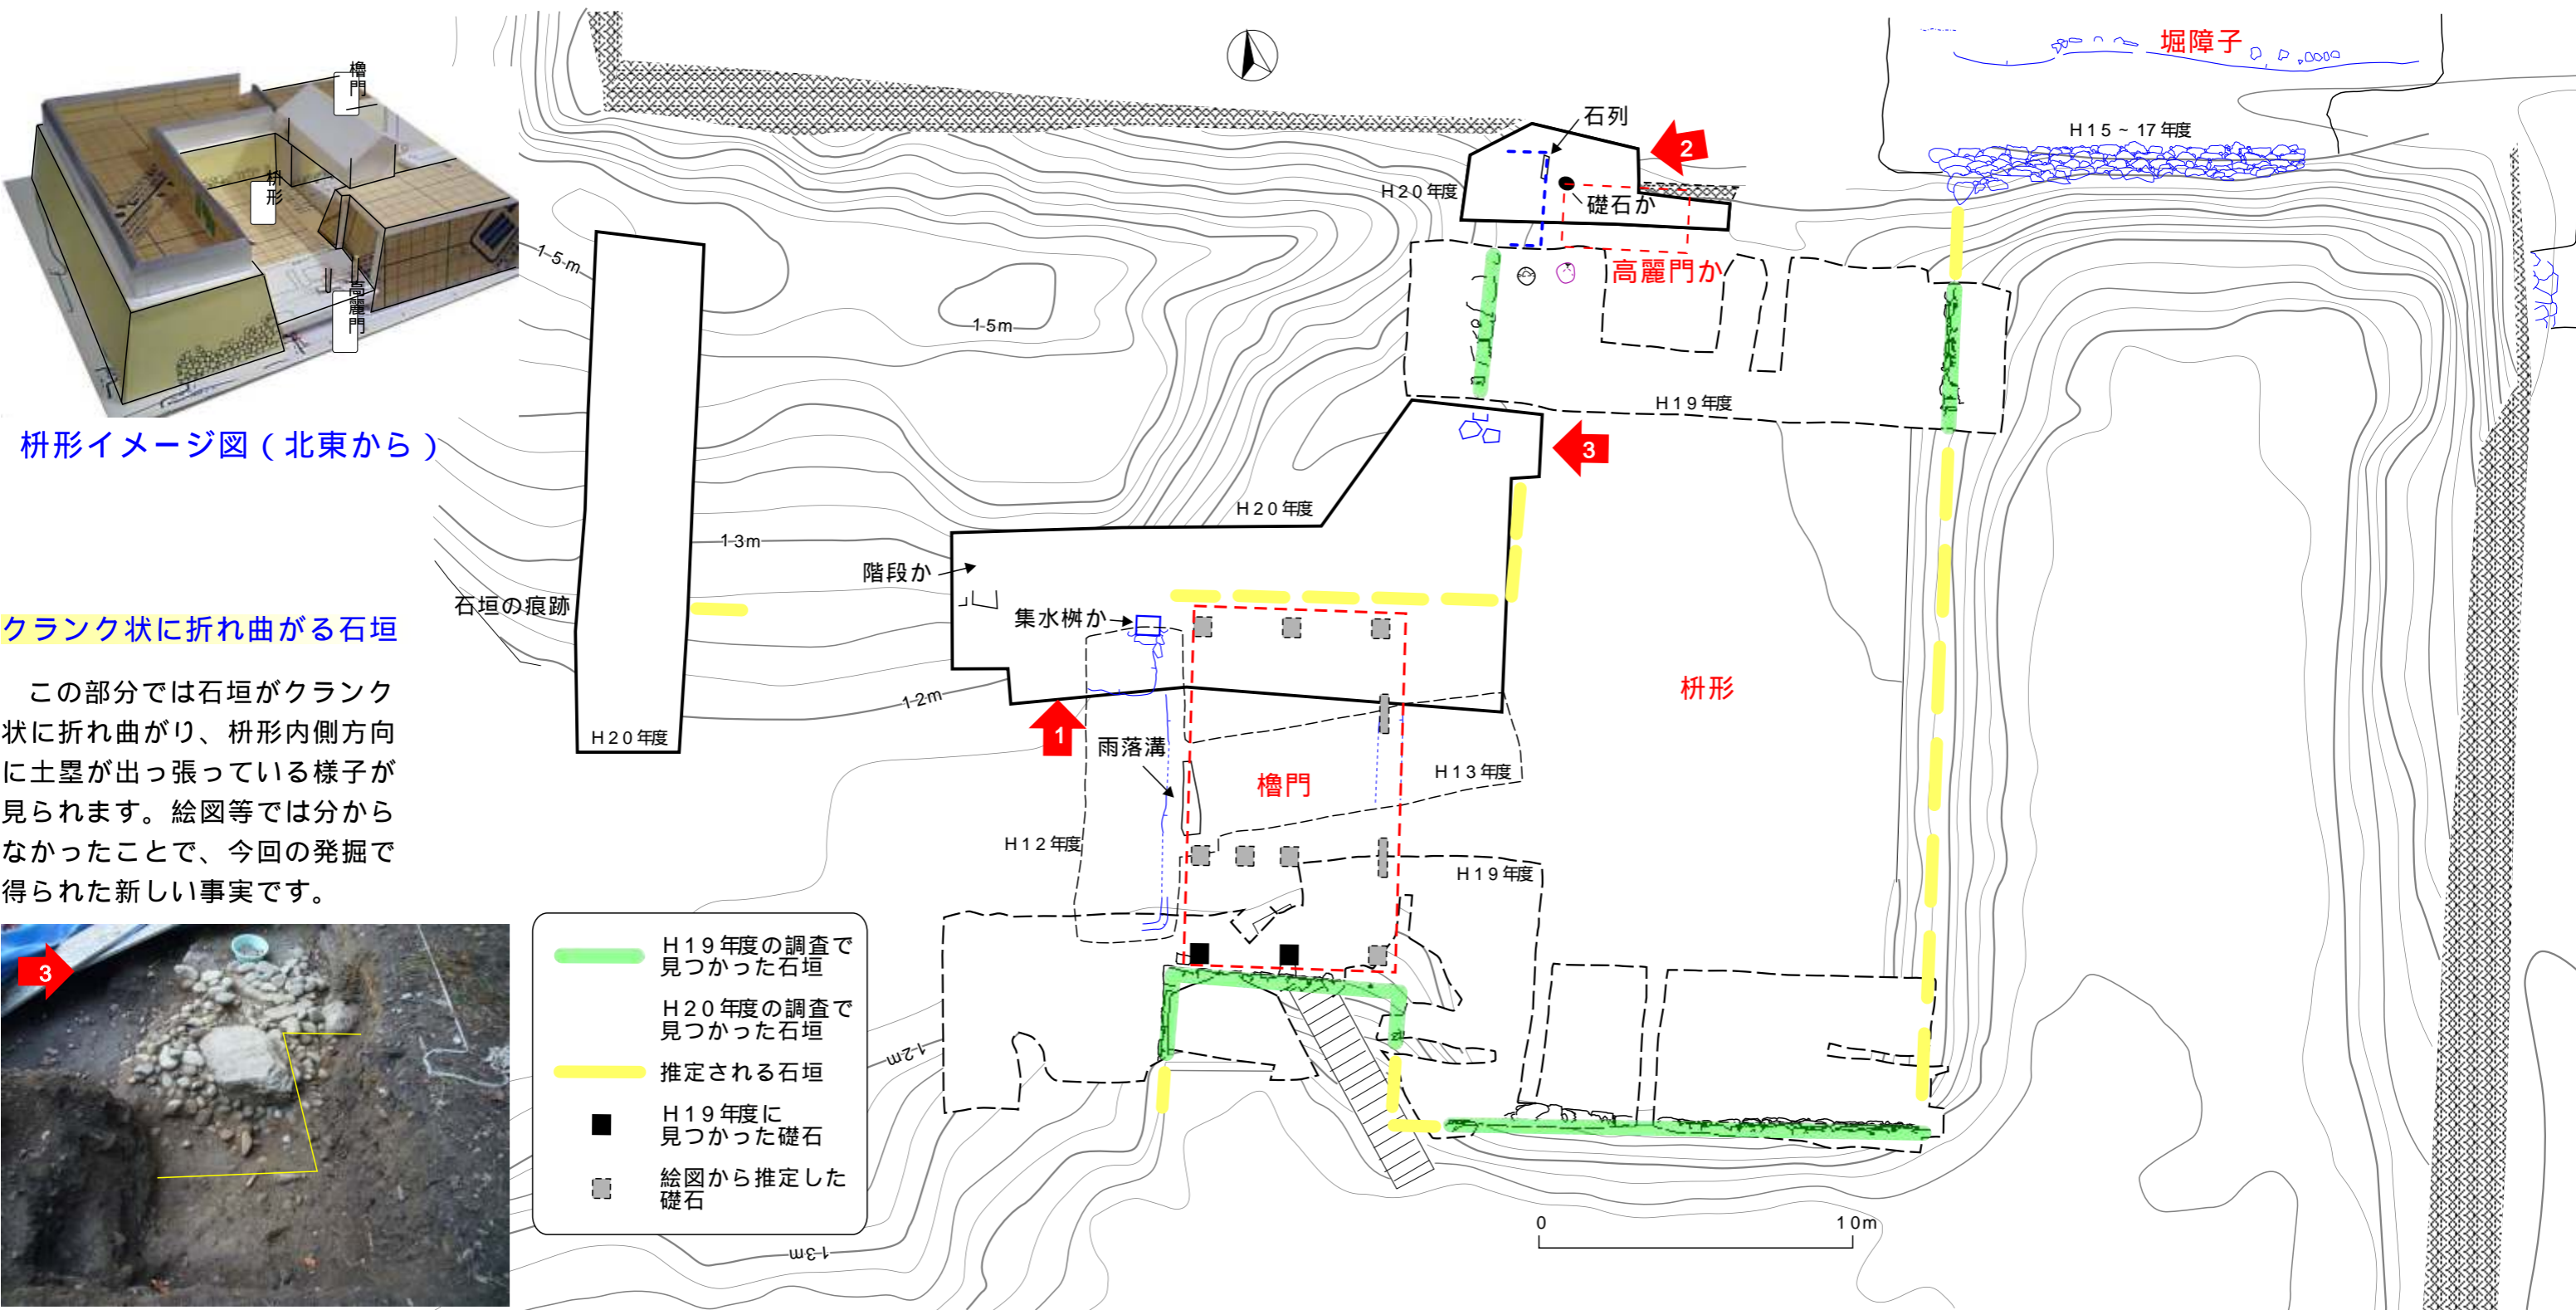 櫓門
枡形
高麗門
枡形イメージ図（北東から）
クランク状に折れ曲がる石垣
この部分では石垣がクランク
状に折れ曲がり、枡形内側方向
に土塁が出っ張っている様子が
見られます。絵図等では分から
なかったことで、今回の発掘で
得られた新しい事実です。
3
堀障子
H15～17年度
石列
2
H20年度
礎石か
高麗門か
15m
15m
H19年度
3
H20年度
13m
階段か
石垣の痕跡
集水桝か
枡形
12m
H20年度
1
雨落溝
櫓門
H13年度
H12年度
H19年度
12m
13m
H19年度の調査で
見つかった石垣
H20年度の調査で
見つかった石垣
推定される石垣
H19年度に
見つかった礎石
絵図から推定した
礎石
0
10m